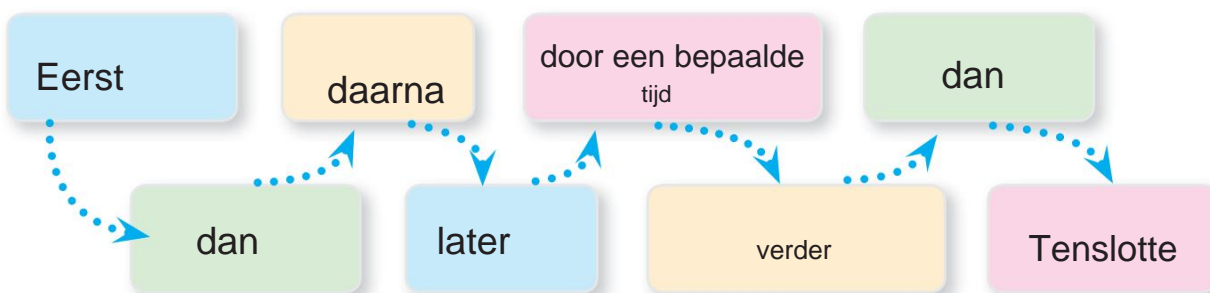 Eerst
dan
daarna
later
door een bepaalde
tijd
verder
dan
Tenslotte